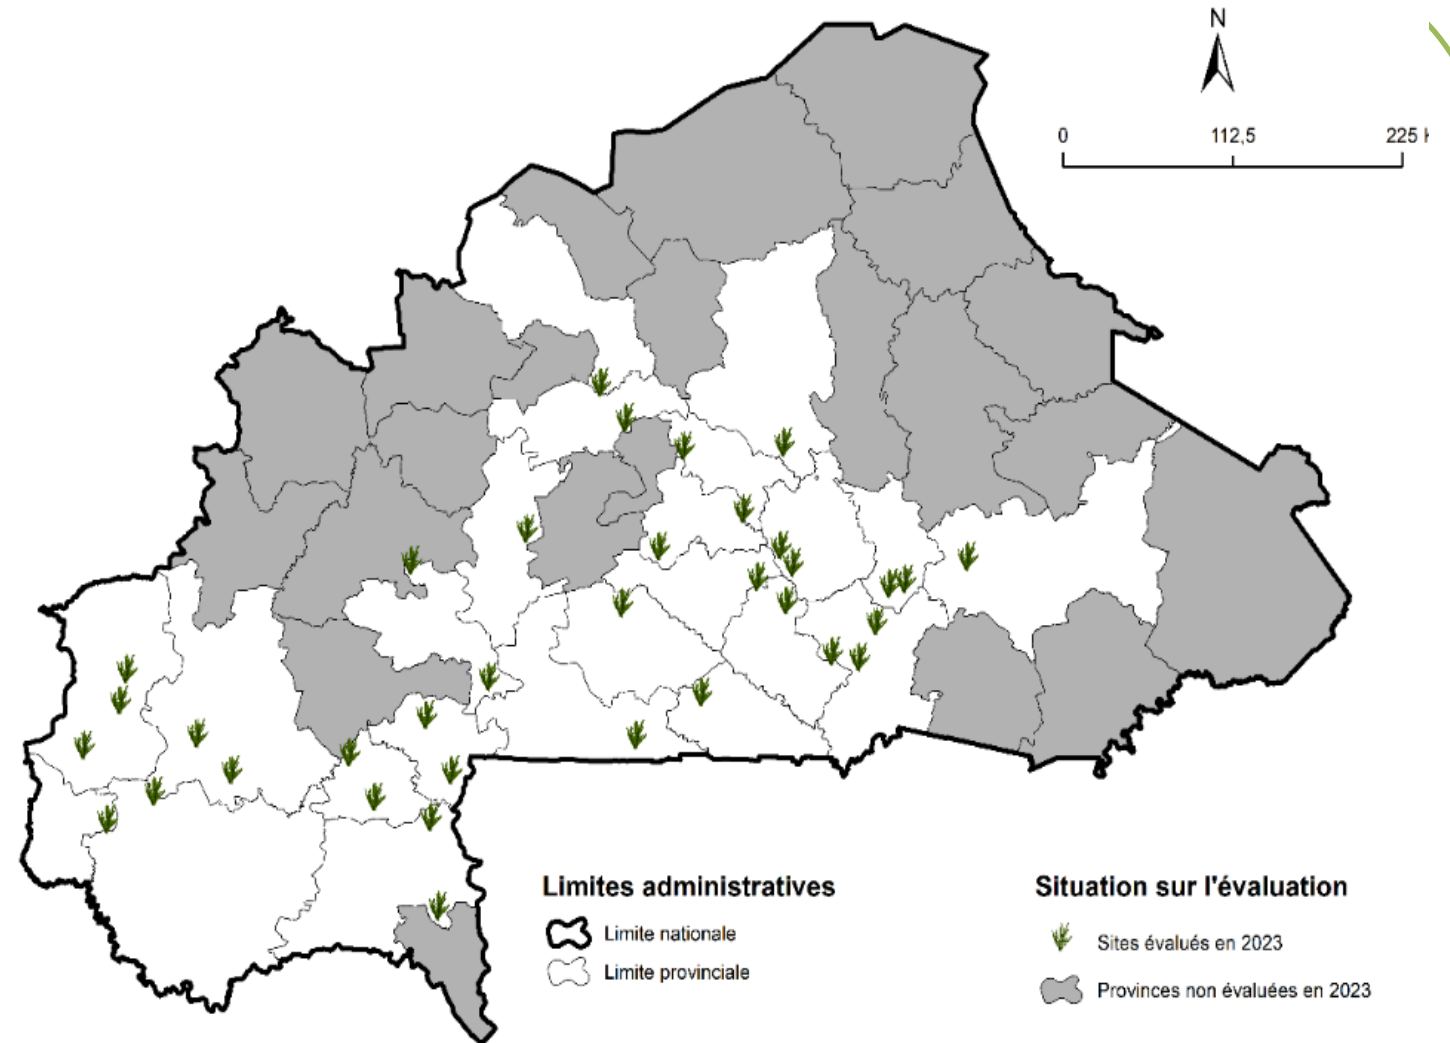 N
0 112,5 225
Limites administratives
Limite nationale
Limite provinciale
Situation sur l'évaluation
Sites évalués en 2023
Provinces non évaluées en 2023